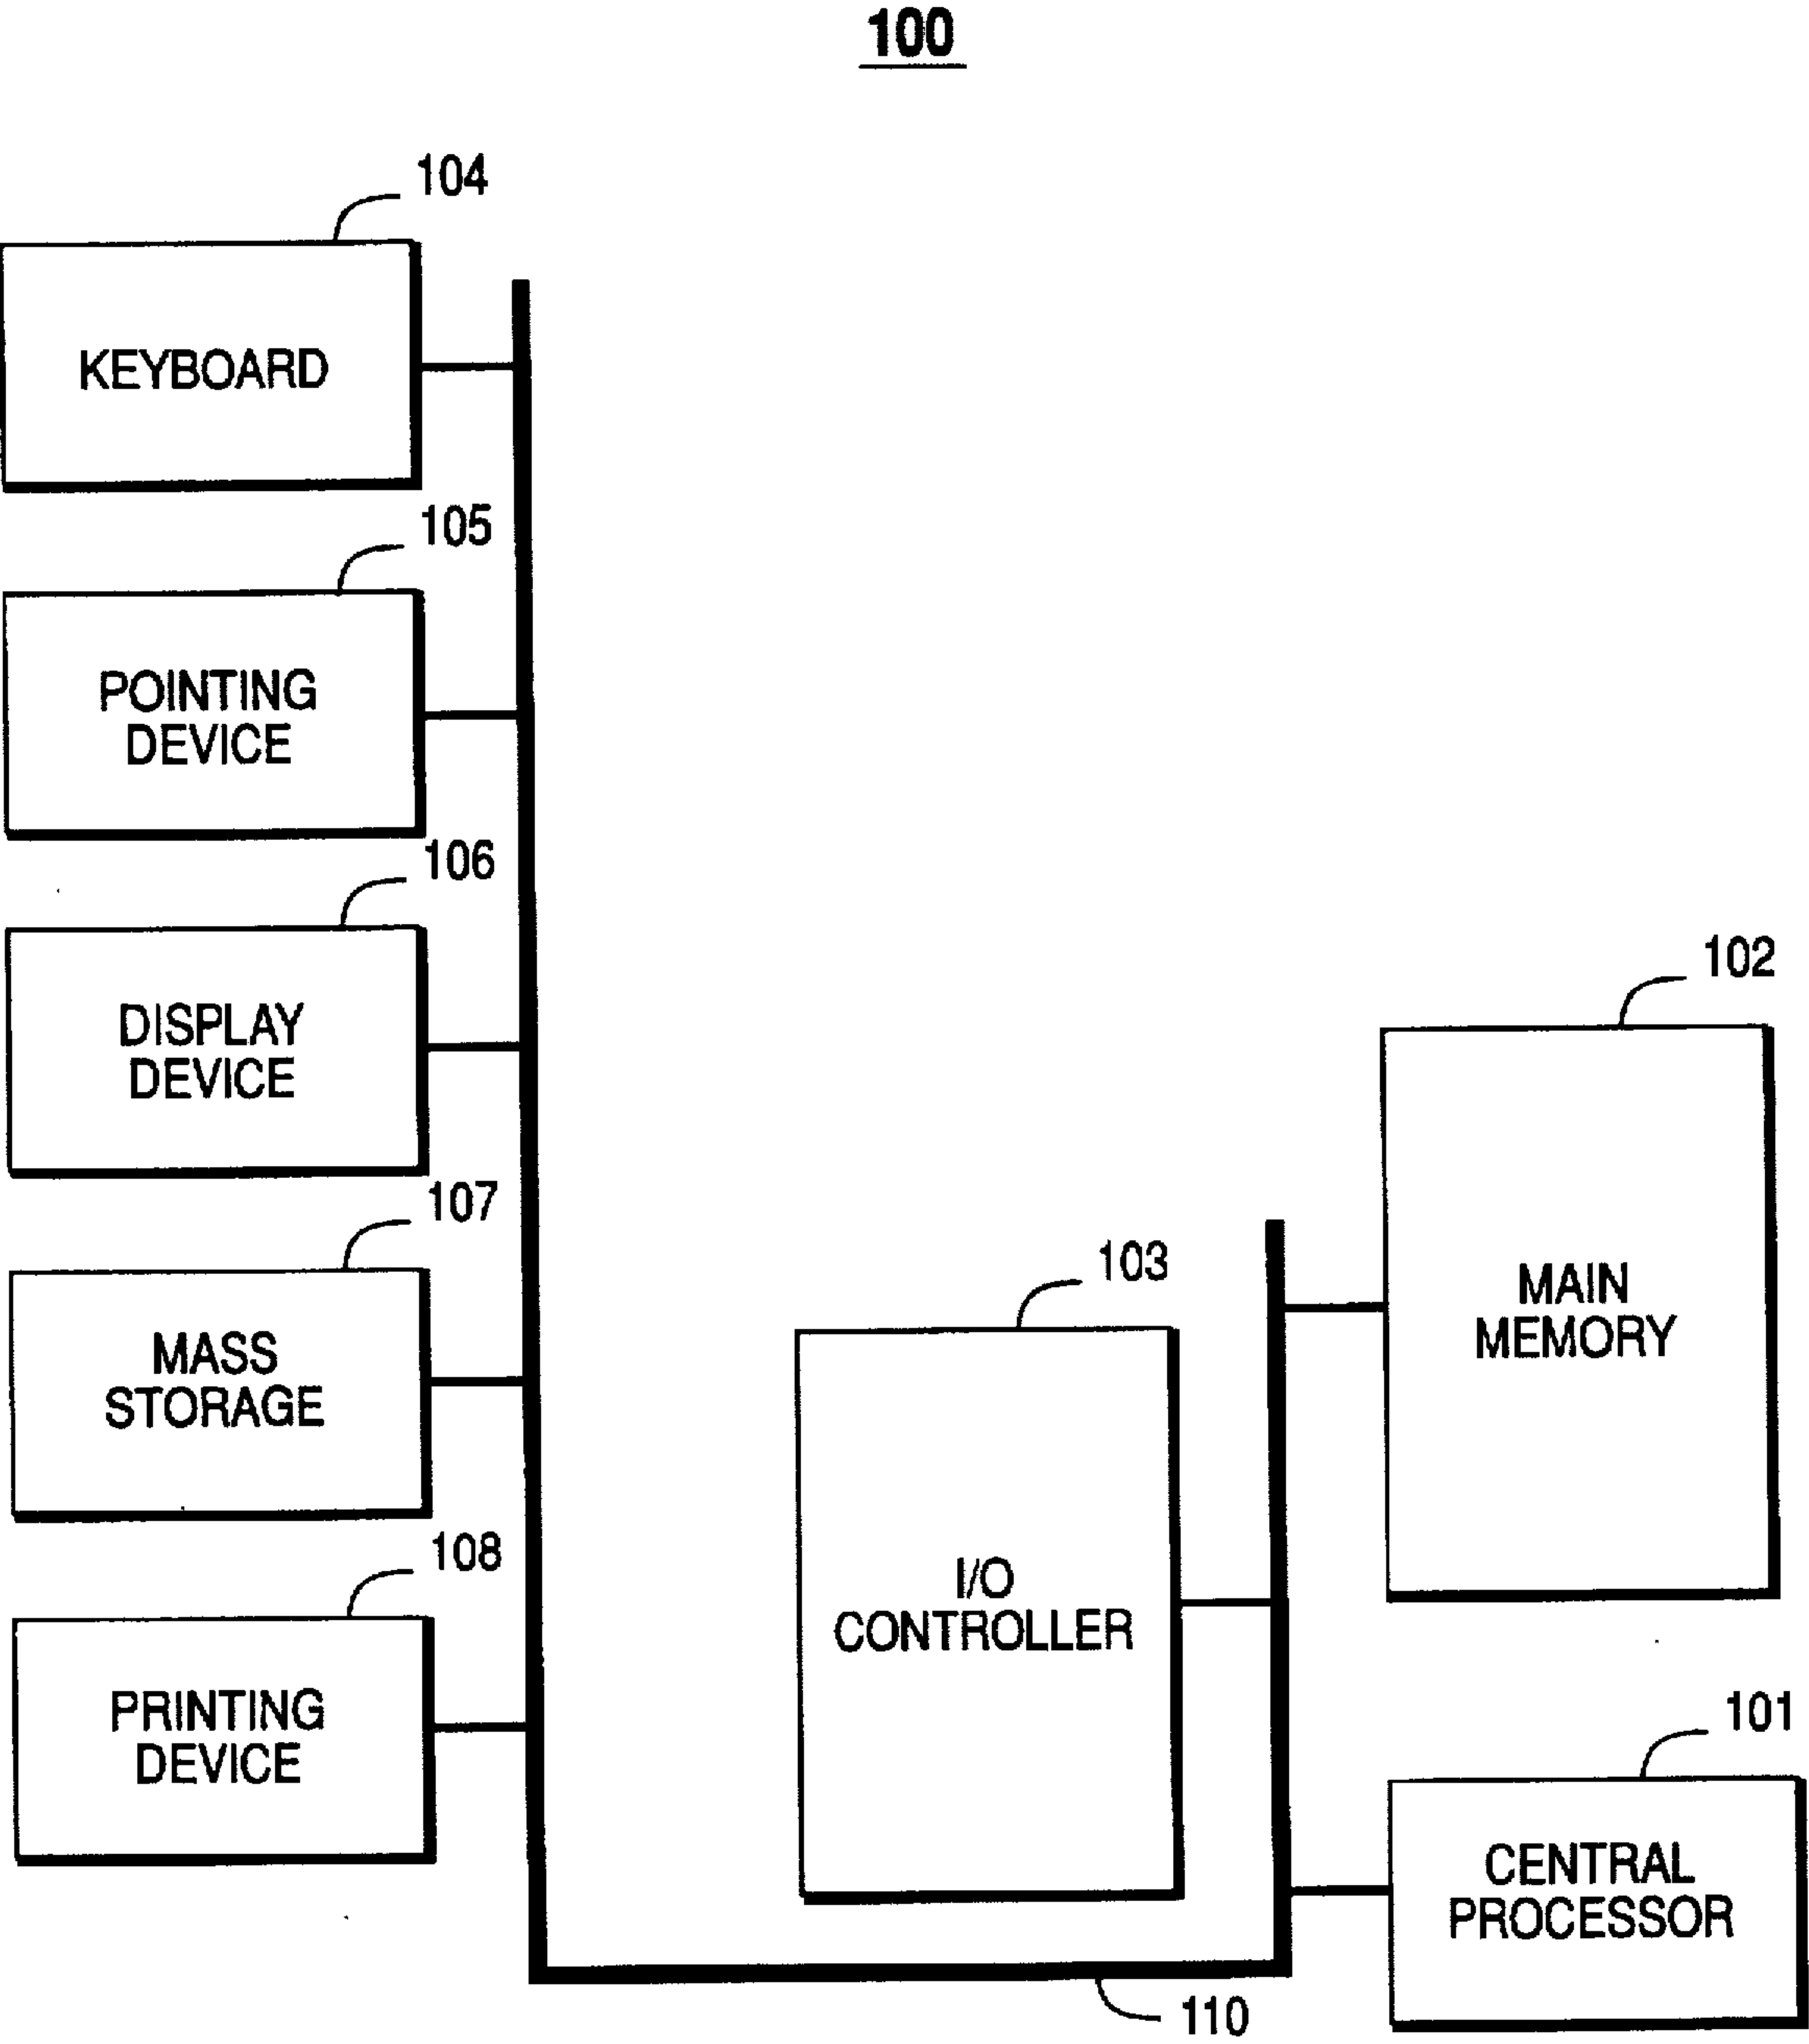 100
104
KEYBOARD
105
POINTING
DEVICE
106
DISPLAY
DEVICE
107
MASS
STORAGE
108
PRINTING
DEVICE
103
I/O
CONTROLLER
102
MAIN
MEMORY
101
CENTRAL
PROCESSOR
110